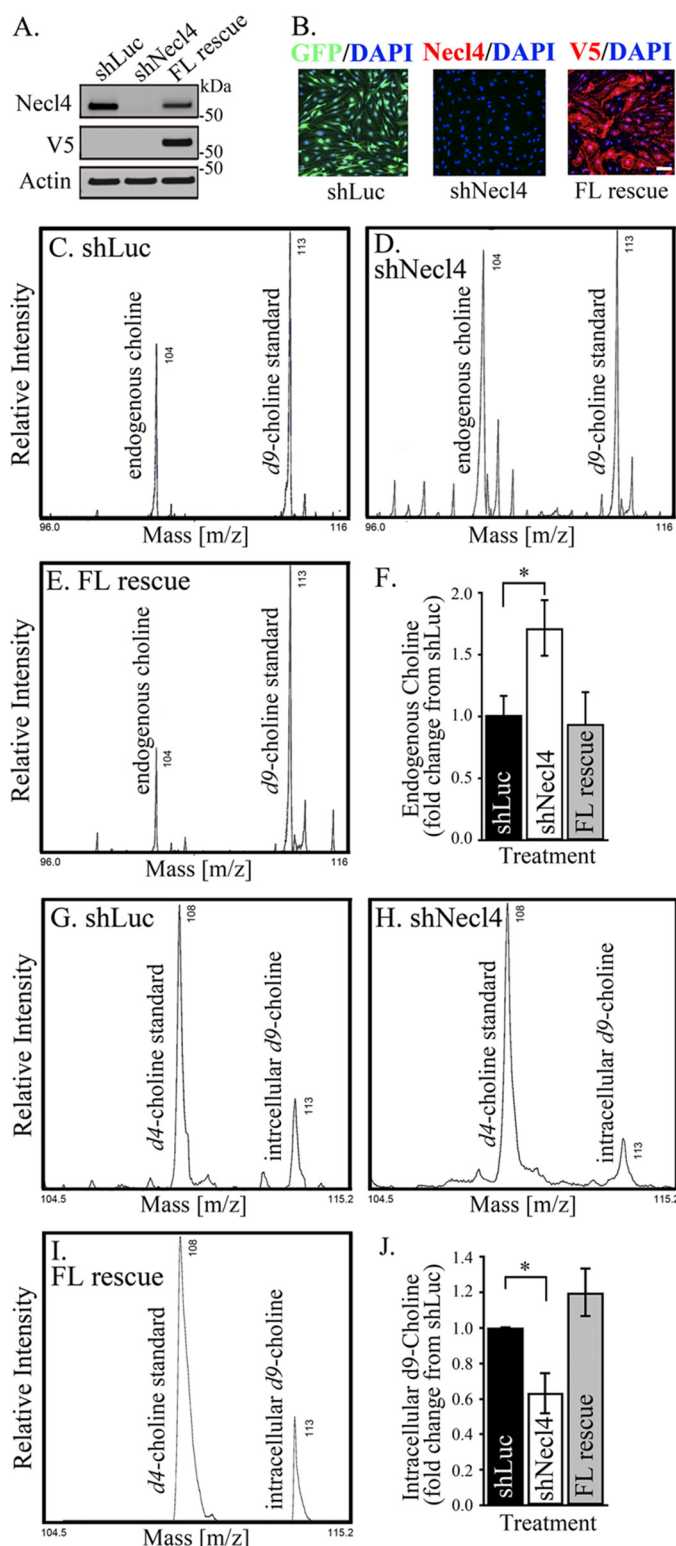 A.
shLuc
shNecl4
FL rescue
kDa
Necl4
-50
V5
-50
-50
Actin
B.
GFP/DAPI
Necl4/DAPI
V5/DAPI
shLuc
shNecl4
FL rescue
C. shLuc
Relative Intensity
endogenous choline
104
d9-choline standard
113
96.0
Mass [m/z]
116
D.
shNecl4
endogenous choline
104
d9-choline standard
113
96.0
Mass [m/z]
116
E. FL rescue
Relative Intensity
endogenous choline
104
d9-choline standard
113
96.0
Mass [m/z]
116
F.
Endogenous Choline
(fold change from shLuc)
2.0
1.5
1.0
0.5
0.0
*
shLuc
shNecl4
FL rescue
Treatment
G. shLuc
Relative Intensity
d4-choline standard
108
intrcellular d9-choline
113
104.5
Mass [m/z]
115.2
H. shNecl4
d4-choline standard
108
intracellular d9-choline
113
104.5
Mass [m/z]
115.2
I.
FL rescue
Relative Intensity
d4-choline standard
108
intracellular d9-choline
113
104.5
Mass [m/z]
115.2
J.
Intracellular d9-Choline
(fold change from shLuc)
1.4
1.2
1.0
0.8
0.6
0.4
0.2
0.0
*
shLuc
shNecl4
FL rescue
Treatment